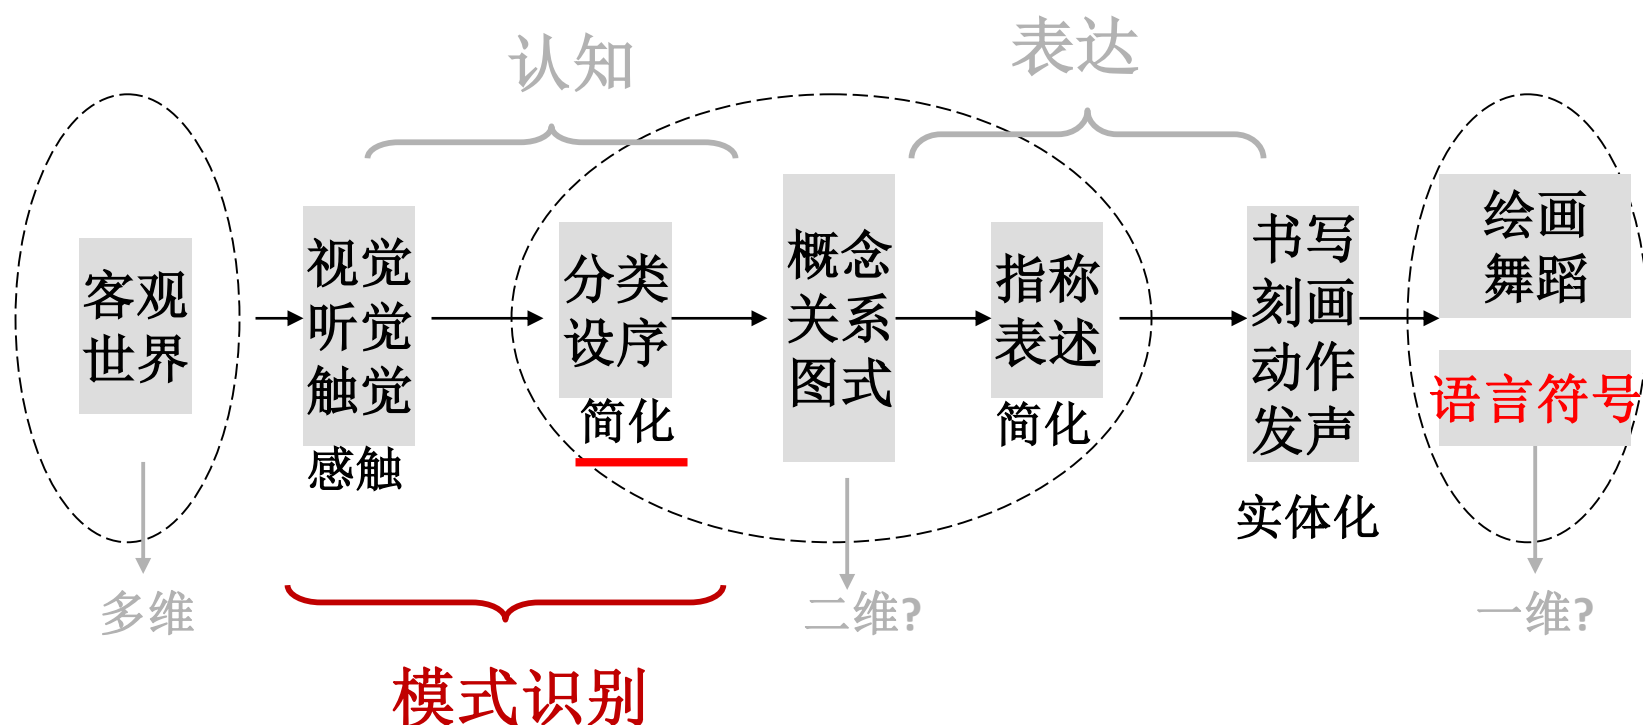 认知
表达
客观
世界
视觉
听觉
触觉
感触
分类
设序
简化
概念
关系
图式
指称
表述
简化
书写
刻画
动作
发声
实体化
绘画
舞蹈
语言符号
多维
二维?
一维?
模式识别